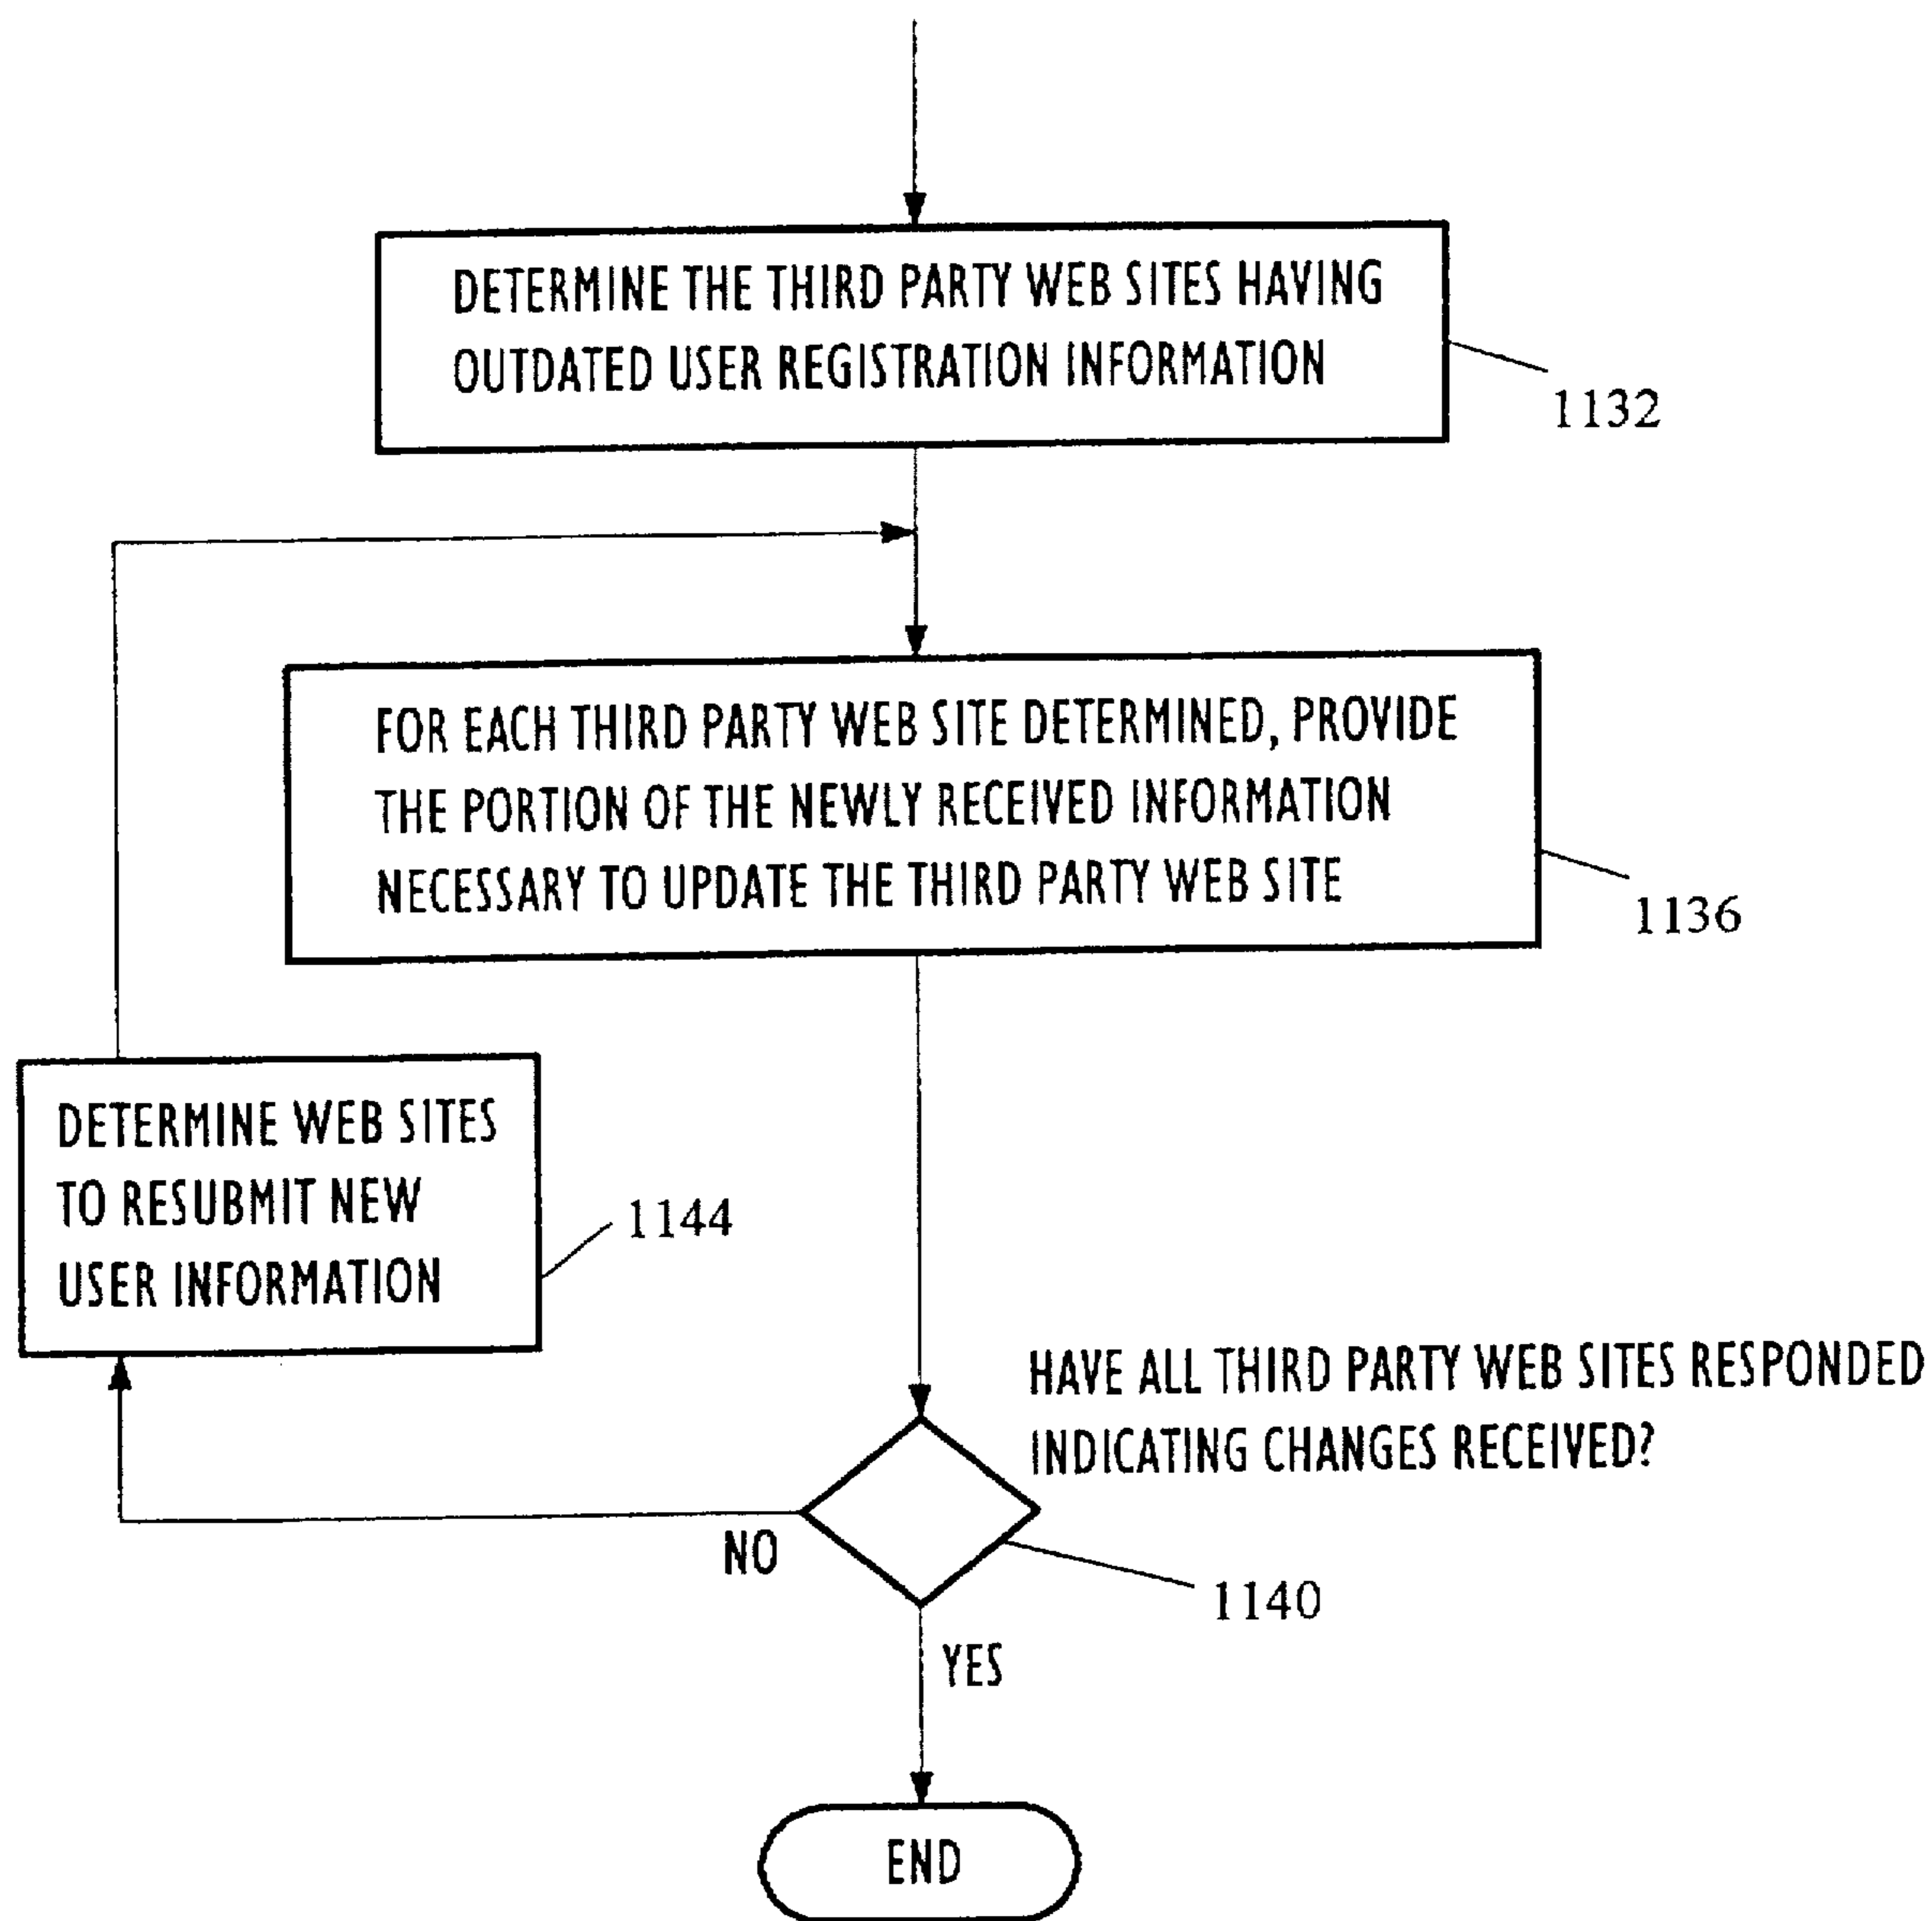 DETERMINE THE THIRD PARTY WEB SITES HAVING
OUTDATED USER REGISTRATION INFORMATION
1132
FOR EACH THIRD PARTY WEB SITE DETERMINED, PROVIDE
THE PORTION OF THE NEWLY RECEIVED INFORMATION
NECESSARY TO UPDATE THE THIRD PARTY WEB SITE
1136
DETERMINE WEB SITES
TO RESUBMIT NEW
USER INFORMATION
1144
HAVE ALL THIRD PARTY WEB SITES RESPONDED
INDICATING CHANGES RECEIVED?
NO
1140
YES
END